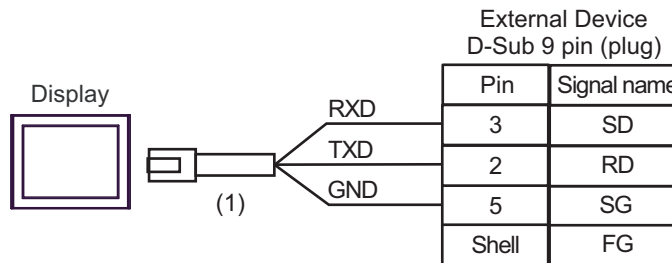 External Device
D-Sub 9 pin (plug)
Display
Pin Signal name
RXD
3 SD
TXD
2 RD
(1)
GND
5 SG
Shell FG